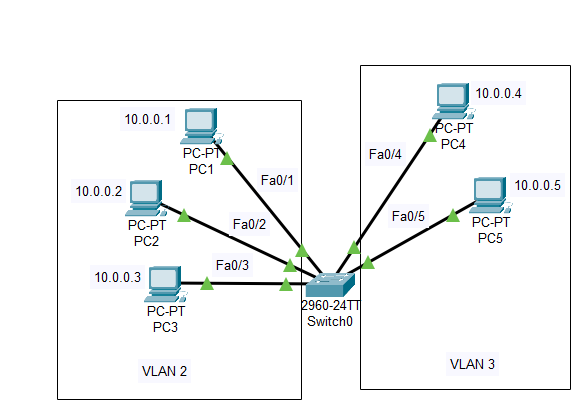 10.0.0.1
PC-PT
PC1
Fa0/1
10.0.0.2
PC-PT
PC2
Fa0/2
10.0.0.3
PC-PT
PC3
Fa0/3
VLAN 2
2960-24TT
Switch0
10.0.0.4
PC-PT
PC4
Fa0/4
10.0.0.5
PC-PT
PC5
Fa0/5
VLAN 3